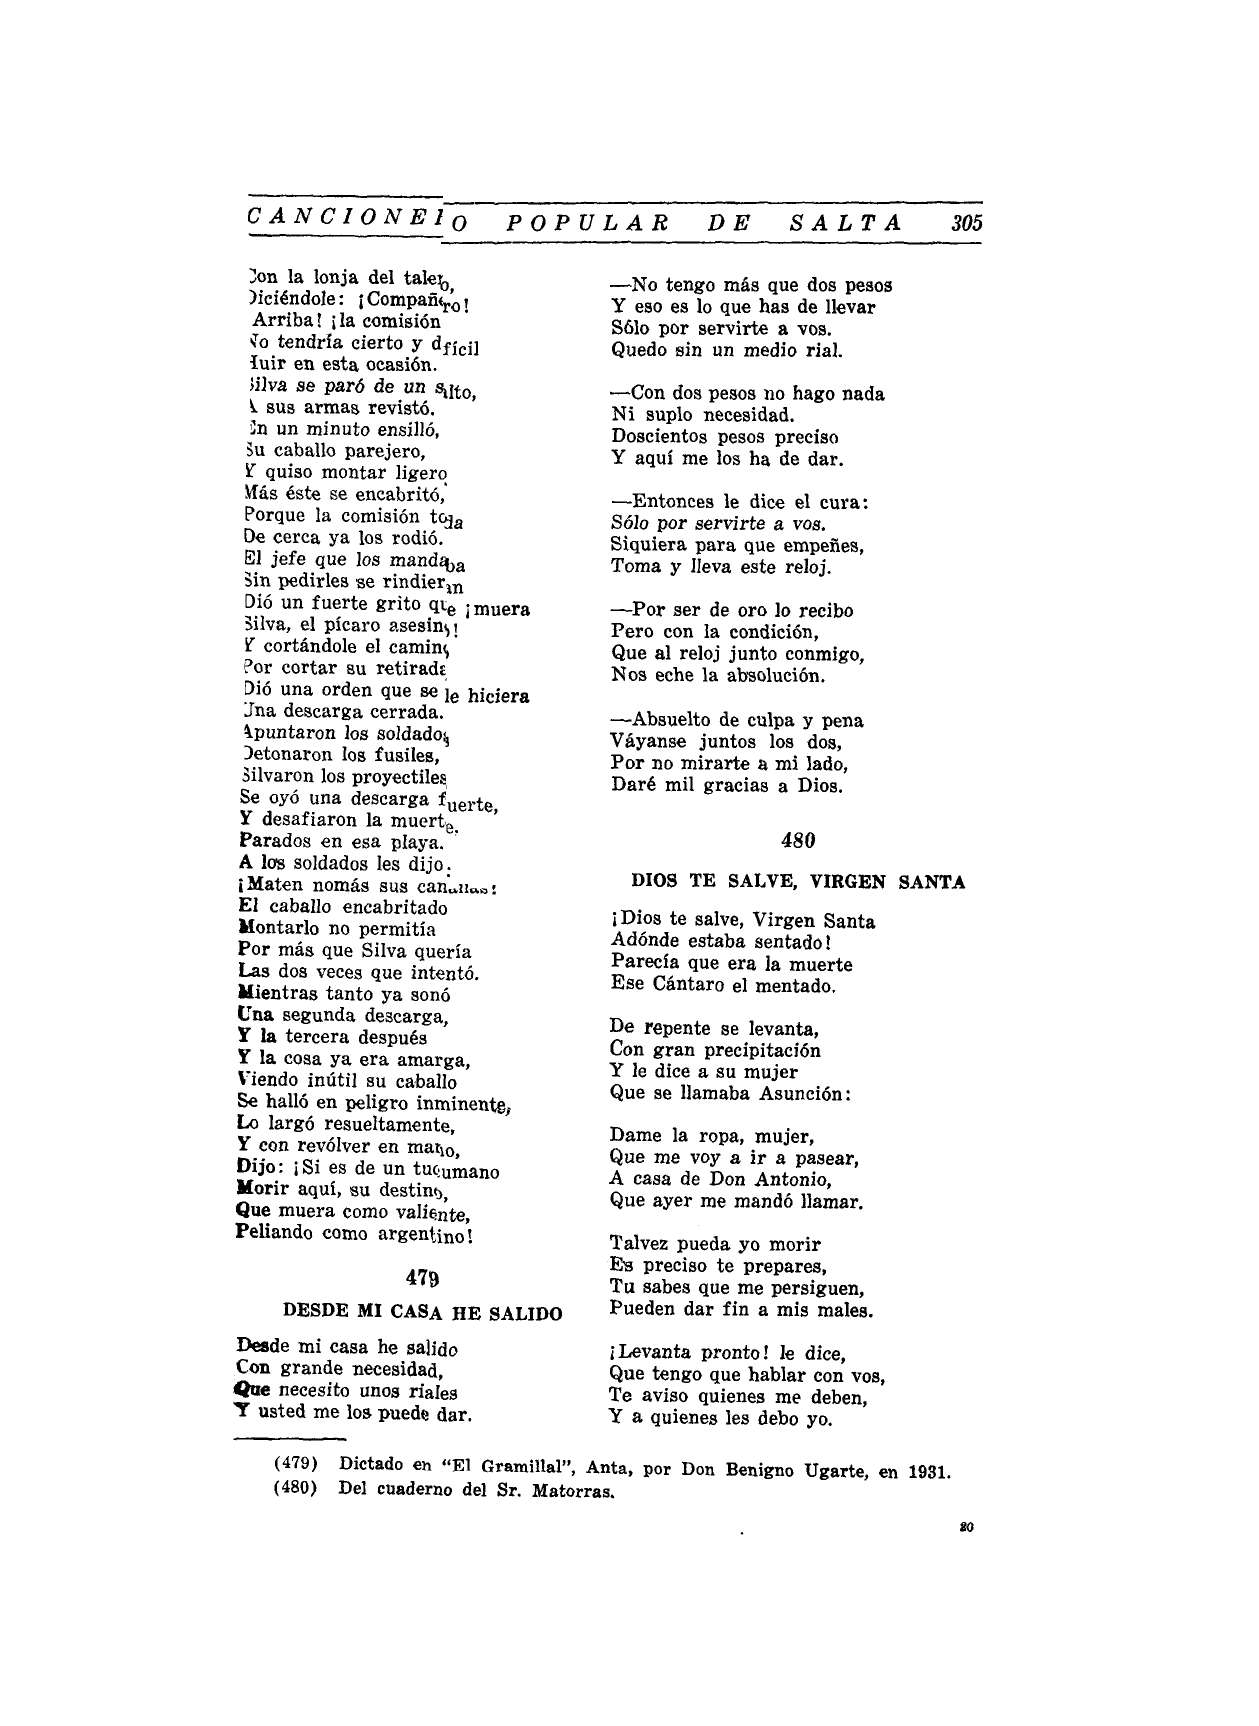 CANCIONERO POPULAR DE SALTA 305
Con la lonja del talero,
Diciéndole: ¡Compañero!
Arriba! ¡la comisión
No tendría cierto y difícil
Huir en esta ocasión.
Silva se paró de un salto,
A sus armas revistó.
En un minuto ensilló,
Su caballo parejero,
Y quiso montar ligero
Más éste se encabritó,
Porque la comisión toda
De cerca ya los rodió.
El jefe que los mandaba
Sin pedirles se rindieran
Dió un fuerte grito que ¡muera
Silva, el pícaro asesino!
Y cortándole el camino
Por cortar su retirada
Dió una orden que se le hiciera
Una descarga cerrada.
Apuntaron los soldados
Detonaron los fusiles,
Silvaron los proyectiles
Se oyó una descarga fuerte,
Y desafiaron la muerte.
Parados en esa playa.
A los soldados les dijo:
¡Maten nomás sus canallas!
El caballo encabritado
Montarlo no permitía
Por más que Silva quería
Las dos veces que intentó.
Mientras tanto ya sonó
Una segunda descarga,
Y la tercera después
Y la cosa ya era amarga,
Viendo inútil su caballo
Se halló en peligro inminente,
Lo largó resueltamente,
Y con revólver en mano,
Dijo: ¡Si es de un tucumano
Morir aquí, su destino,
Que muera como valiente,
Peliando como argentino!
479
DESDE MI CASA HE SALIDO
Desde mi casa he salido
Con grande necesidad,
Que necesito unos riales
Y usted me los puede dar.
—No tengo más que dos pesos
Y eso es lo que has de llevar
Sólo por servirte a vos.
Quedo sin un medio rial.
—Con dos pesos no hago nada
Ni suplo necesidad.
Doscientos pesos preciso
Y aquí me los ha de dar.
—Entonces le dice el cura:
Sólo por servirte a vos.
Siquiera para que empeñes,
Toma y lleva este reloj.
—Por ser de oro lo recibo
Pero con la condición,
Que al reloj junto conmigo,
Nos eche la absolución.
—Absuelto de culpa y pena
Váyanse juntos los dos,
Por no mirarte a mi lado,
Daré mil gracias a Dios.
480
DIOS TE SALVE, VIRGEN SANTA
¡Dios te salve, Virgen Santa
Adónde estaba sentado!
Parecía que era la muerte
Ese Cántaro el mentado.
De repente se levanta,
Con gran precipitación
Y le dice a su mujer
Que se llamaba Asunción:
Dame la ropa, mujer,
Que me voy a ir a pasear,
A casa de Don Antonio,
Que ayer me mandó llamar.
Talvez pueda yo morir
Es preciso te prepares,
Tu sabes que me persiguen,
Pueden dar fin a mis males.
¡Levanta pronto! le dice,
Que tengo que hablar con vos,
Te aviso quienes me deben,
Y a quienes les debo yo.
(479) Dictado en “El Gramillal”, Anta, por Don Benigno Ugarte, en 1931.
(480) Del cuaderno del Sr. Matorras.
20